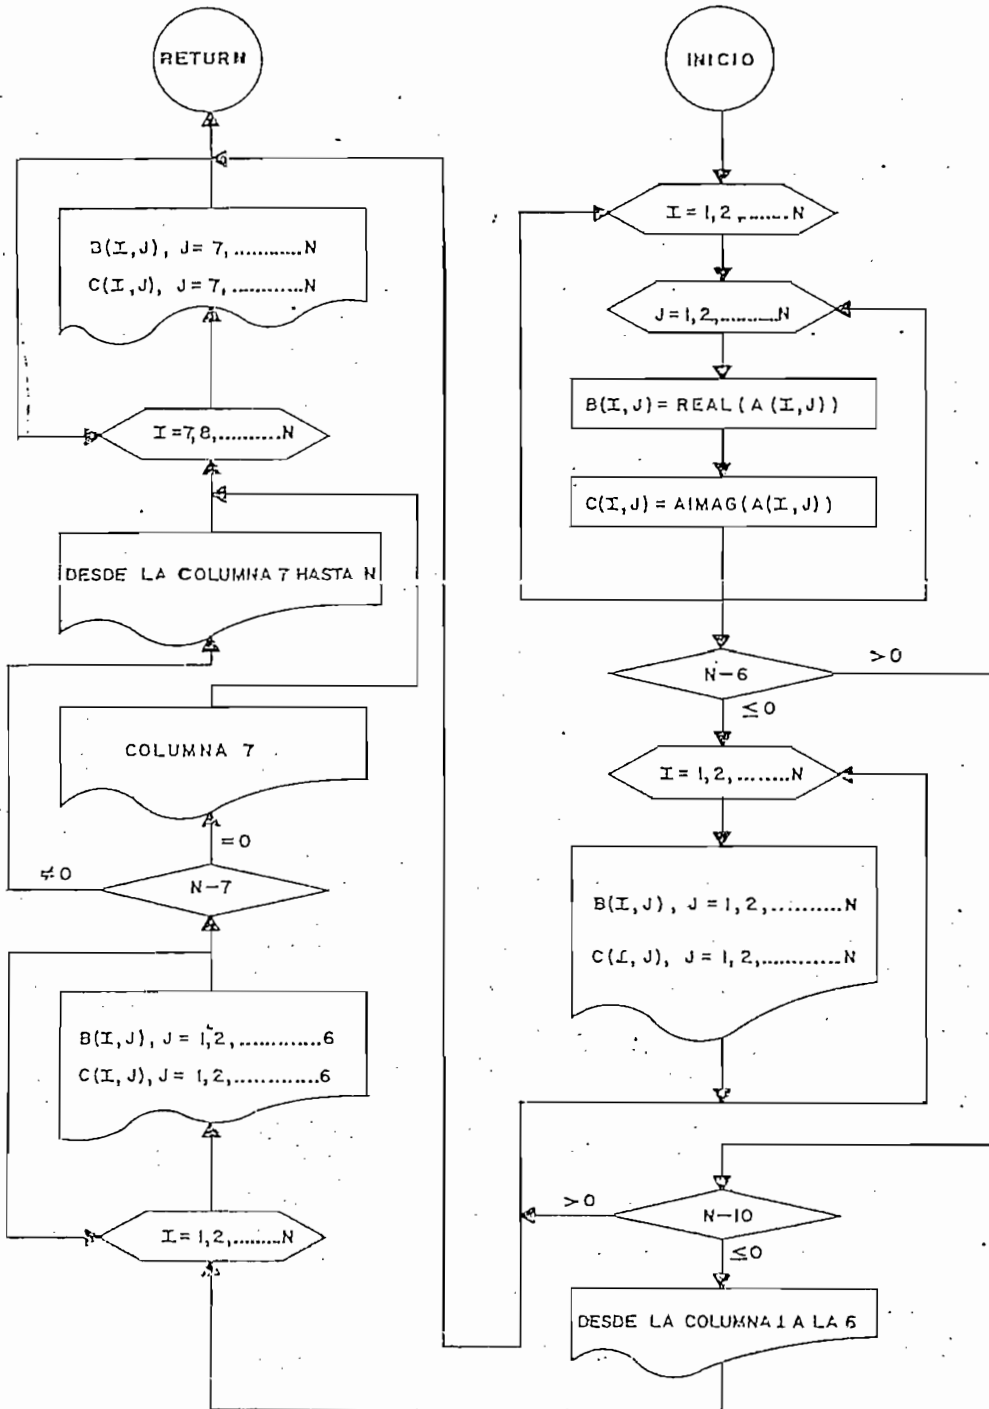 INICIO
I = 1, 2, ........ N
J = 1, 2, ......... N
B(I,J) = REAL (A (I,J))
C(I,J) = AIMAG (A(I,J))
N-6
>0
≤0
I = 1, 2, ........ N
B(I,J), J = 1, 2, .......... N
C(I,J), J = 1, 2, ............ N
N-10
>0
≤0
DESDE LA COLUMNA 1 A LA 6
I = 1, 2, ........ N
B(I,J), J = 1, 2, ............. 6
C(I,J), J = 1, 2, ............. 6
N-7
≠0
=0
COLUMNA 7
DESDE LA COLUMNA 7 HASTA N
I = 7, 8, .......... N
B(I,J), J = 7, ........... N
C(I,J), J = 7, ............ N
RETURN